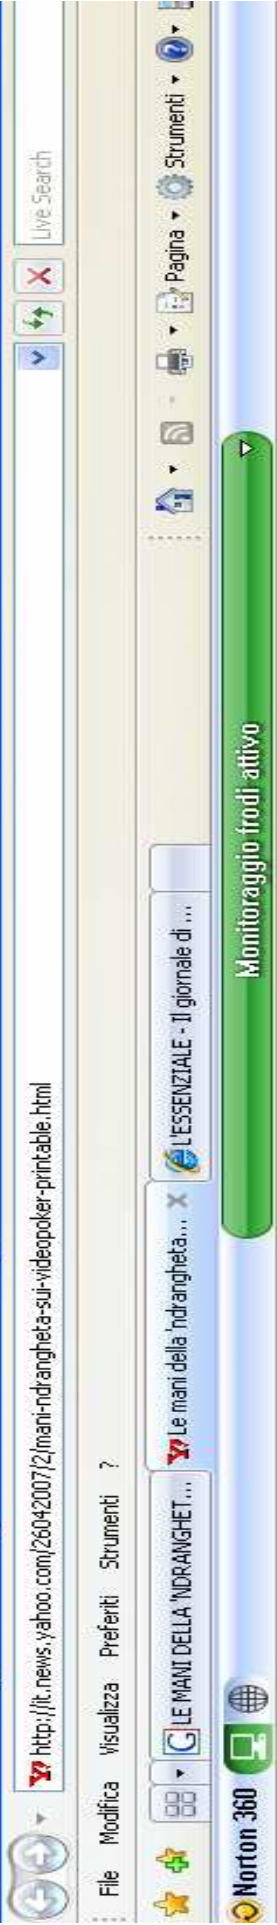 http://it.news.yahoo.com/26042007/2/mani-ndrangheta-sui-videopoker-printable.html Live Search
File Modifica Visualizza Preferiti Strumenti ?
LE MANI DELLA 'NDRANGHET... Le mani della 'ndrangheta... L'ESSENZIALE - Il giornale di ... Pagina Strumenti
Norton 360 Monitoraggio frodi attivo